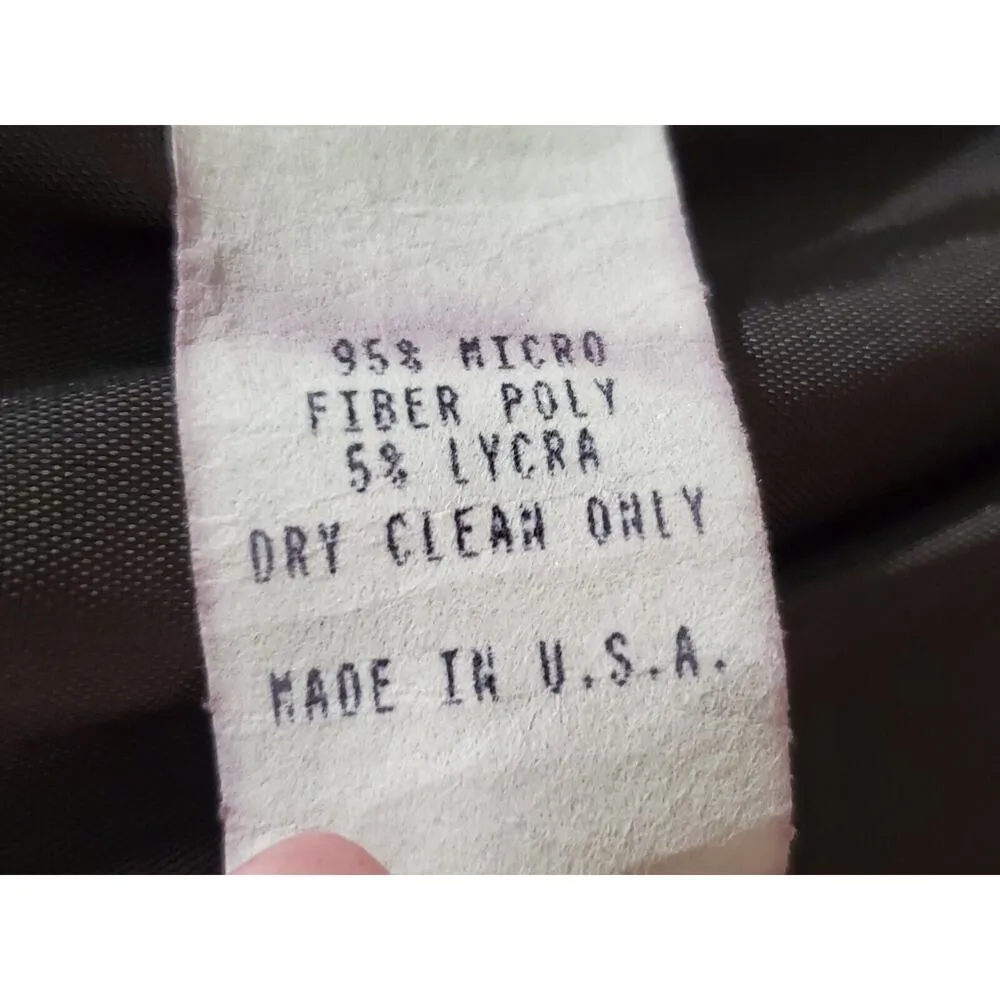 95% MICRO
FIBER POLY
5% LYCRA
DRY CLEAN ONLY
MADE IN U.S.A.